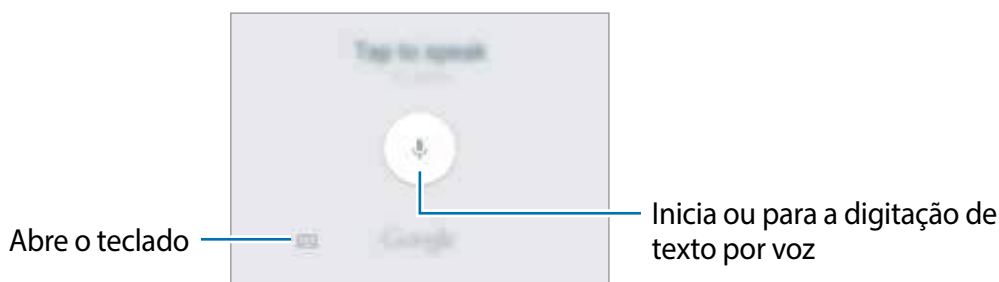 Tap to speak
Google
Abre o teclado
Inicia ou para a digitação de
texto por voz